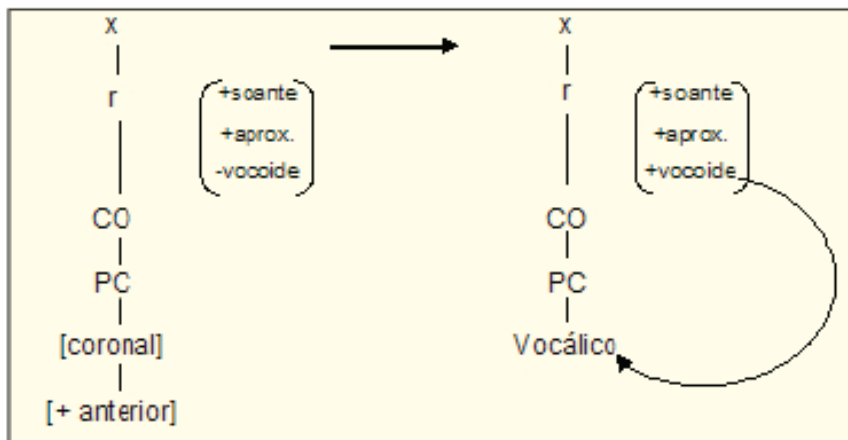 x
r
+soante
+aprox.
-vocoide
CO
PC
[coronal]
[+ anterior]
x
r
+soante
+aprox.
+vocoide
CO
PC
Vocálico